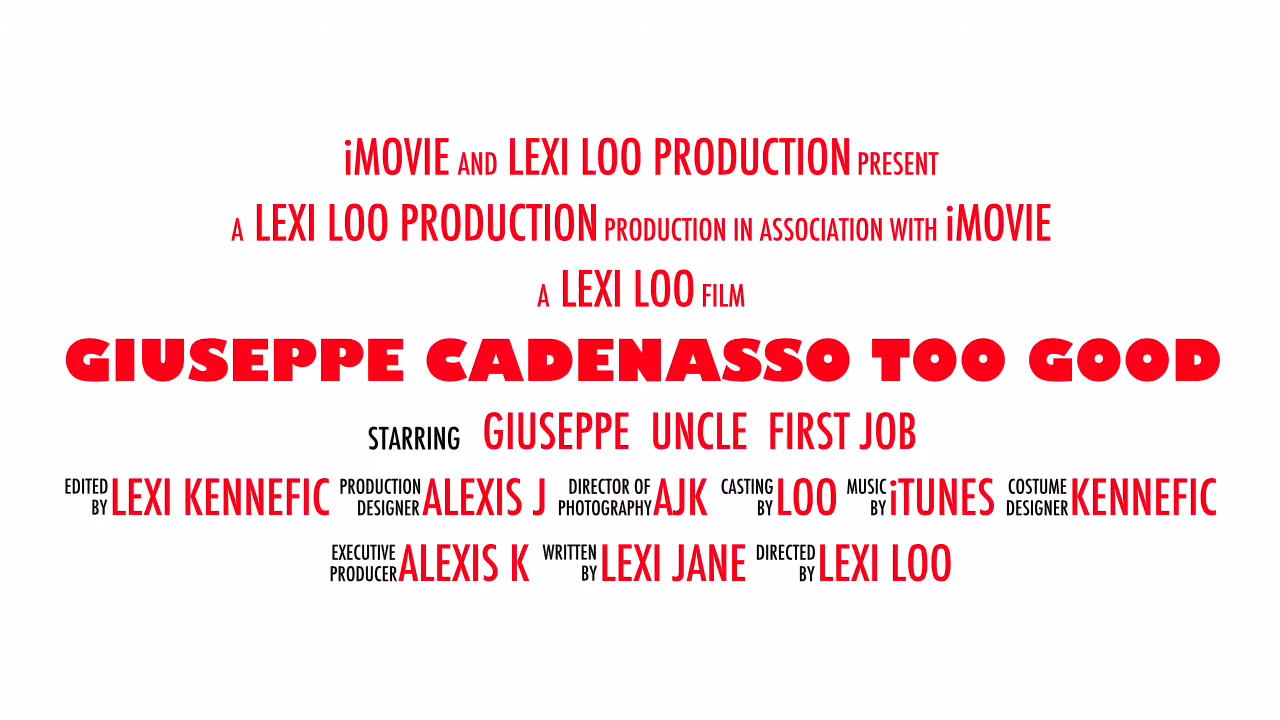 iMOVIE AND LEXI LOO PRODUCTION PRESENT
A LEXI LOO PRODUCTION PRODUCTION IN ASSOCIATION WITH iMOVIE
A LEXI LOO FILM
GIUSEPPE CADENASSO TOO GOOD
STARRING GIUSEPPE UNCLE FIRST JOB
EDITED BY LEXI KENNEFIC PRODUCTION DESIGNER ALEXIS J DIRECTOR OF PHOTOGRAPHY AJK CASTING BY LOO MUSIC BY iTUNES COSTUME DESIGNER KENNEFIC
EXECUTIVE PRODUCER ALEXIS K WRITTEN BY LEXI JANE DIRECTED BY LEXI LOO